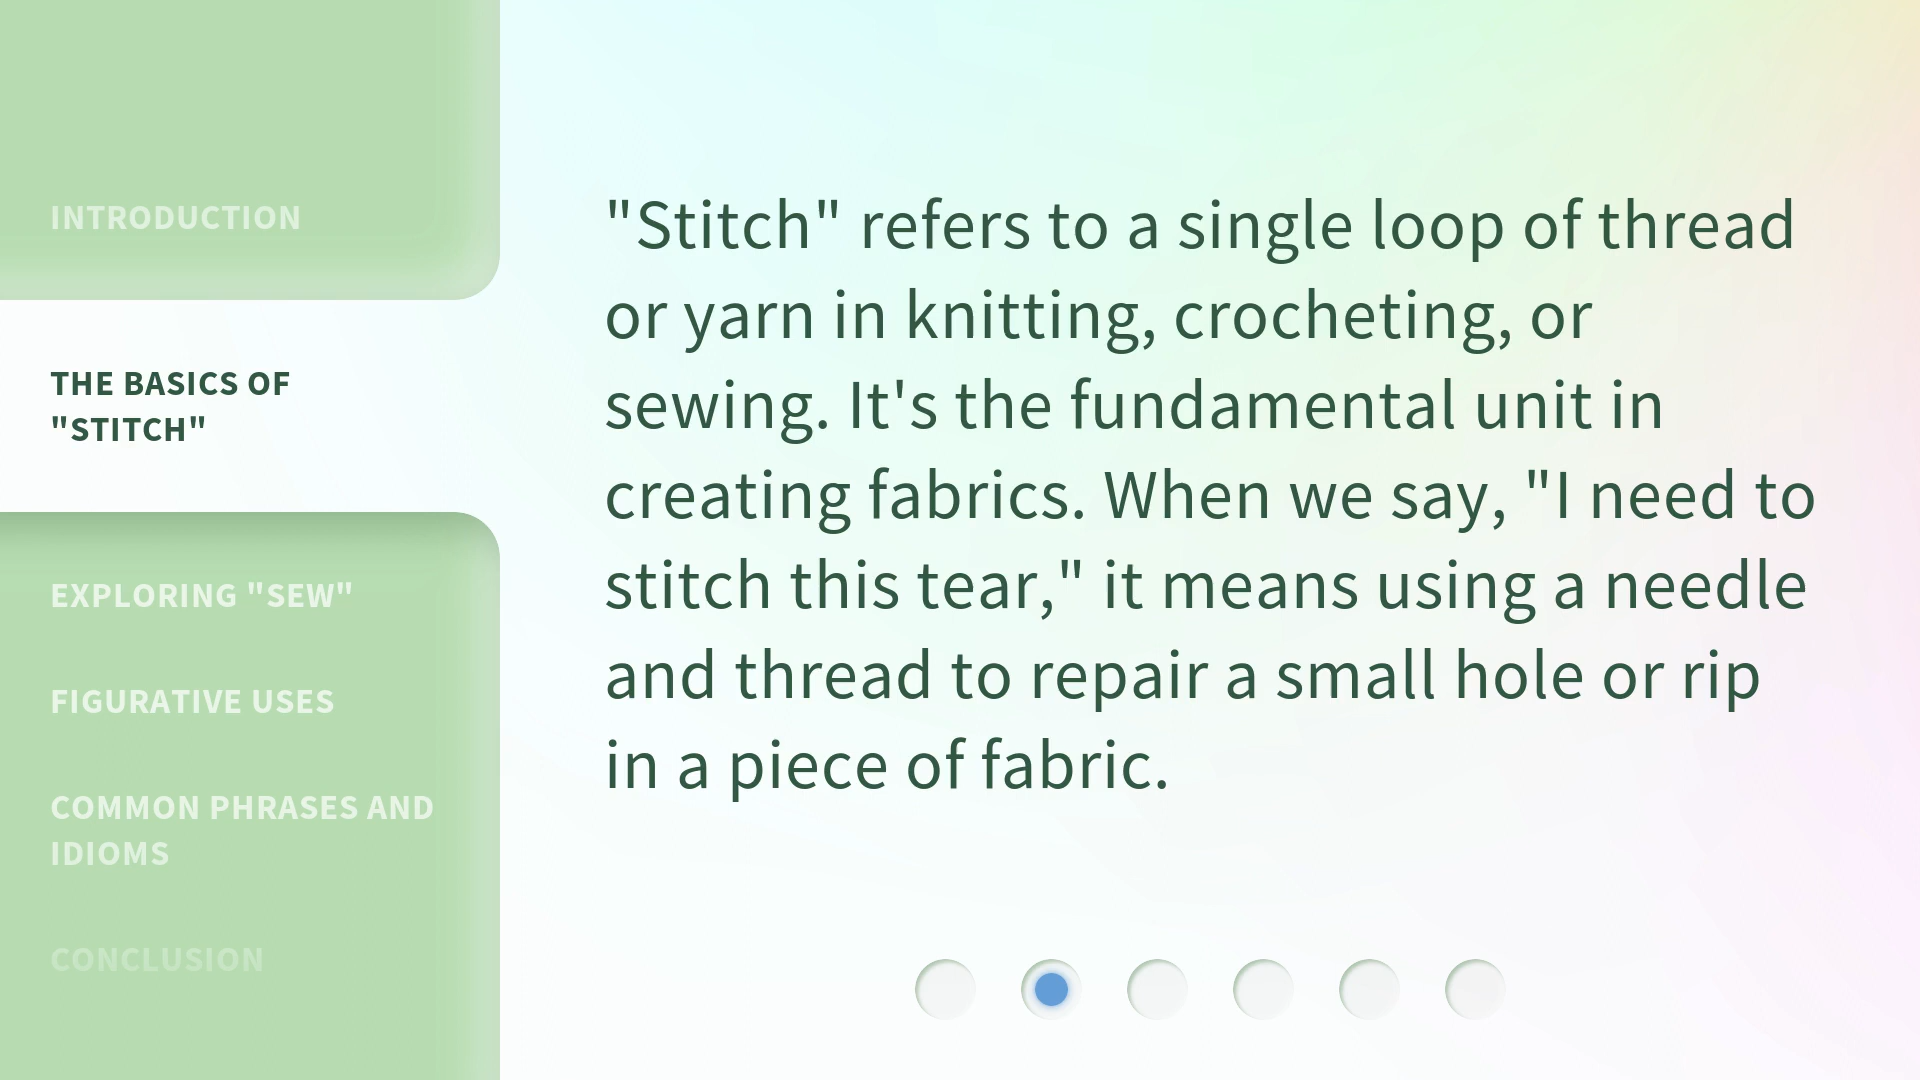 INTRODUCTION
THE BASICS OF
"STITCH"
EXPLORING "SEW"
FIGURATIVE USES
COMMON PHRASES AND
IDIOMS
CONCLUSION
"Stitch" refers to a single loop of thread
or yarn in knitting, crocheting, or
sewing. It's the fundamental unit in
creating fabrics. When we say, "I need to
stitch this tear," it means using a needle
and thread to repair a small hole or rip
in a piece of fabric.